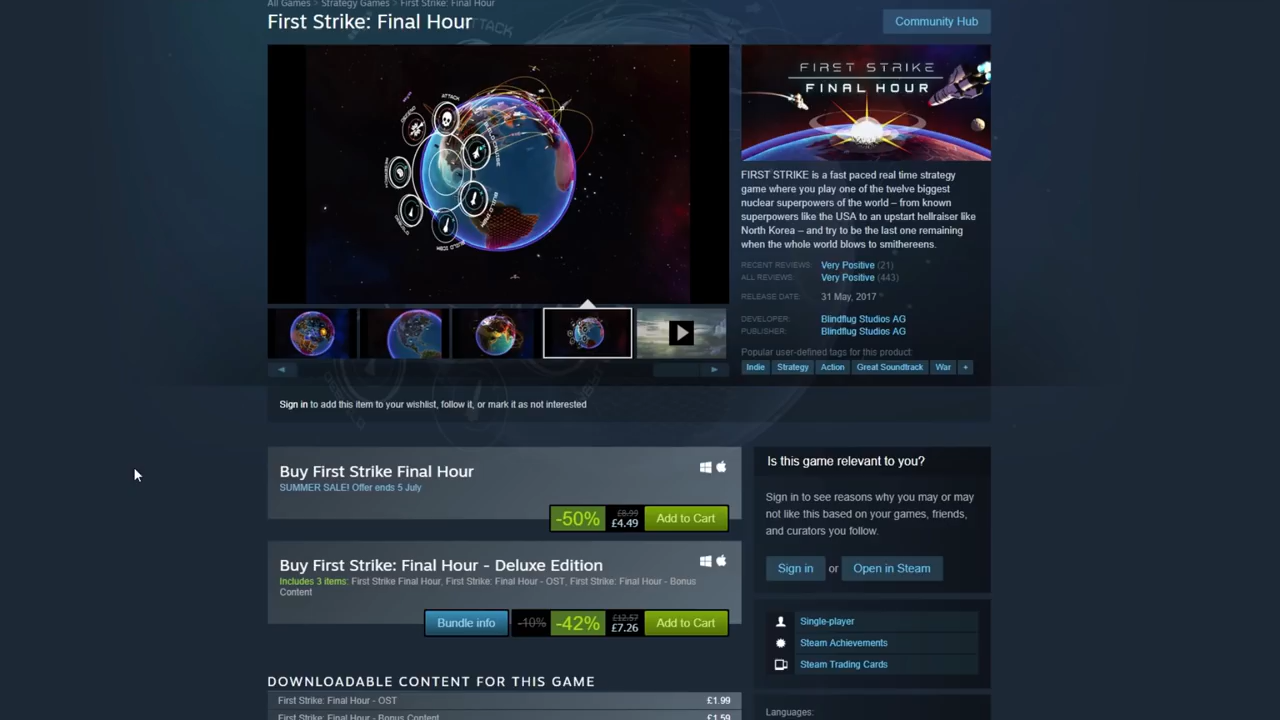 All Games > Strategy Games > First Strike: Final Hour
First Strike: Final Hour
Community Hub
ATTACK
FIRST STRIKE
FINAL HOUR
FIRST STRIKE is a fast paced real time strategy
game where you play one of the twelve biggest
nuclear superpowers of the world – from known
superpowers like the USA to an upstart hellraiser like
North Korea – and try to be the last one remaining
when the whole world blows to smithereens.
RECENT REVIEWS: Very Positive (21)
ALL REVIEWS: Very Positive (443)
RELEASE DATE: 31 May, 2017
DEVELOPER: Blindflug Studios AG
PUBLISHER: Blindflug Studios AG
Popular user-defined tags for this product:
Indie Strategy Action Great Soundtrack War +
Sign in to add this item to your wishlist, follow it, or mark it as not interested
Buy First Strike Final Hour
SUMMER SALE! Offer ends 5 July
-50% £8.99 £4.49 Add to Cart
Buy First Strike: Final Hour - Deluxe Edition
Includes 3 items: First Strike Final Hour, First Strike: Final Hour - OST, First Strike: Final Hour - Bonus
Content
Bundle info -10% -42% £12.57 £7.26 Add to Cart
DOWNLOADABLE CONTENT FOR THIS GAME
First Strike: Final Hour - OST £1.99
First Strike: Final Hour - Bonus Content £1.59
Is this game relevant to you?
Sign in to see reasons why you may or may
not like this based on your games, friends,
and curators you follow.
Sign in or Open in Steam
Single-player
Steam Achievements
Steam Trading Cards
Languages: